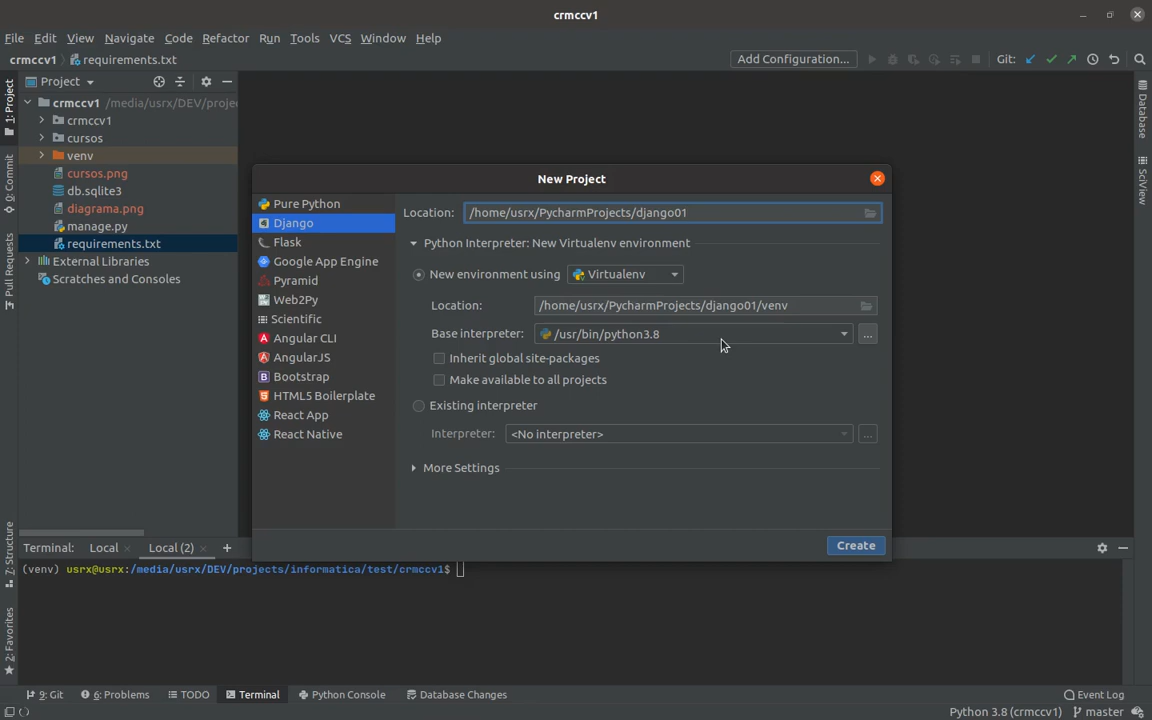 crmccv1
File Edit View Navigate Code Refactor Run Tools VCS Window Help
crmccv1 requirements.txt
Add Configuration...
Git:
1: Project
0: Commit
Pull Requests
7: Structure
2: Favorites
Project
crmccv1 /media/usrx/DEV/proje
crmccv1
cursos
venv
cursos.png
db.sqlite3
diagrama.png
manage.py
requirements.txt
External Libraries
Scratches and Consoles
New Project
Pure Python
Django
Flask
Google App Engine
Pyramid
Web2Py
Scientific
Angular CLI
AngularJS
Bootstrap
HTML5 Boilerplate
React App
React Native
Location: /home/usrx/PycharmProjects/django01
Python Interpreter: New Virtualenv environment
New environment using Virtualenv
Location: /home/usrx/PycharmProjects/django01/venv
Base interpreter: /usr/bin/python3.8 ...
Inherit global site-packages
Make available to all projects
Existing interpreter
Interpreter: <No interpreter> ...
More Settings
Create
Database
SciView
Terminal: Local Local (2) +
(venv) usrx@usrx:/media/usrx/DEV/projects/informatica/test/crmccv1$
9: Git 6: Problems TODO Terminal Python Console Database Changes Event Log
Python 3.8 (crmccv1) master